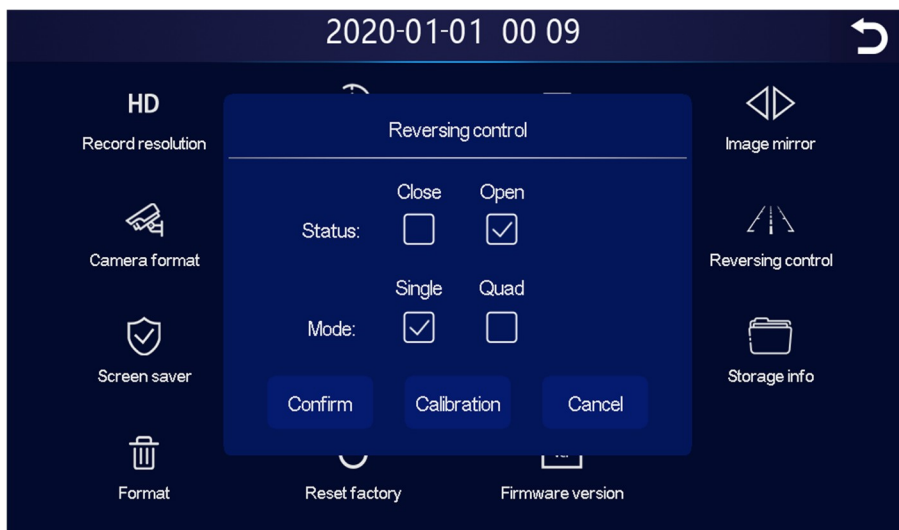 2020-01-01 00 09
HD
Record resolution
Image mirror
Reversing control
Close Open
Status:
Camera format
Reversing control
Single Quad
Mode:
Screen saver
Storage info
Confirm Calibration Cancel
Format
Reset factory
Firmware version